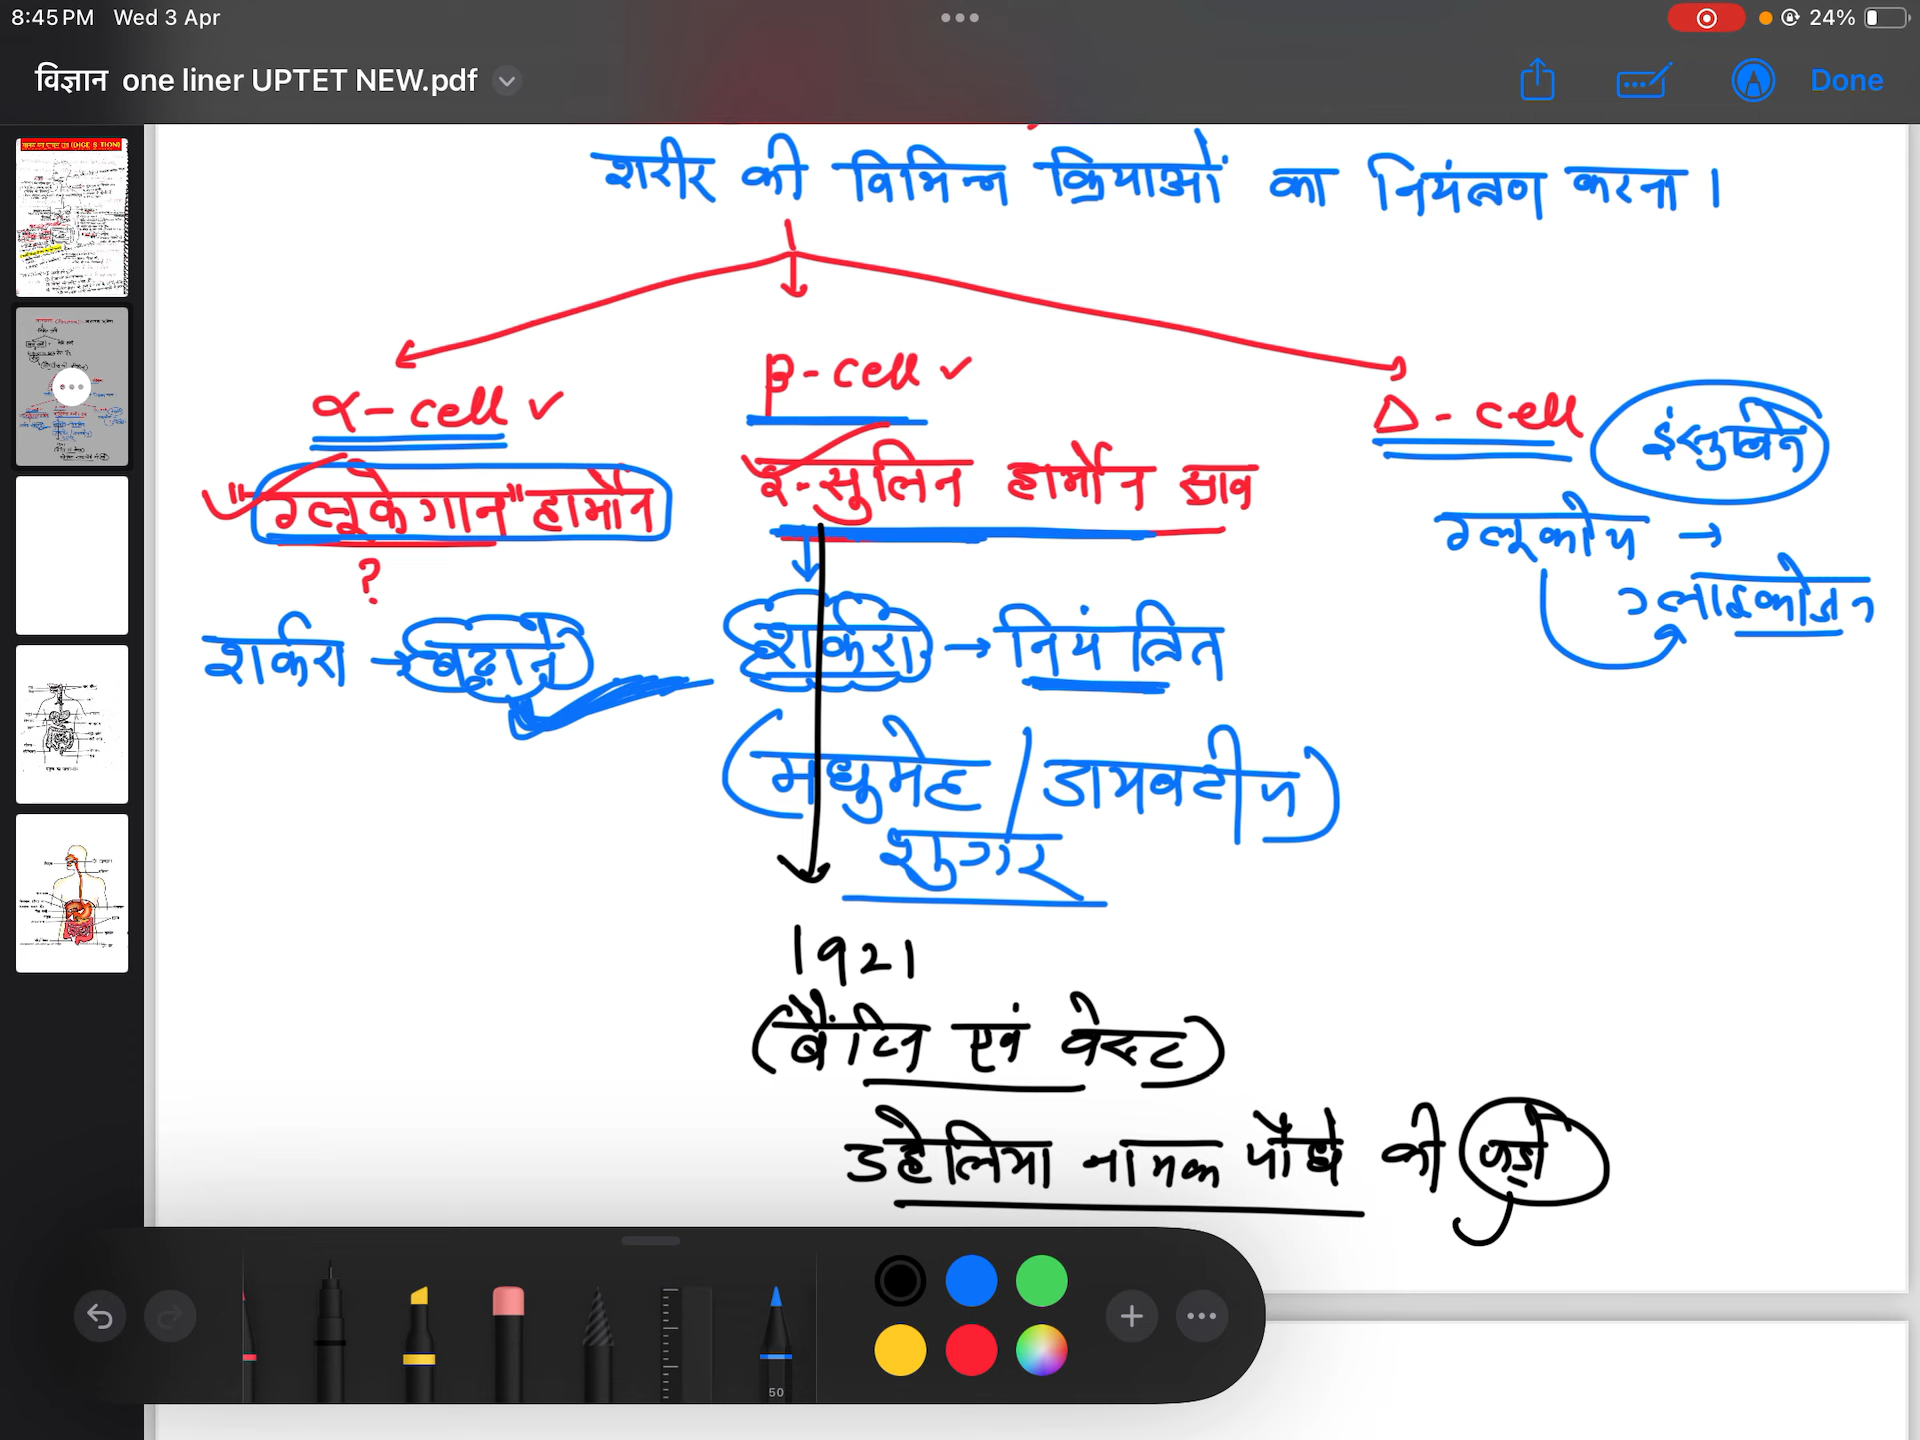 8:45 PM Wed 3 Apr
24%
विज्ञान one liner UPTET NEW.pdf
Done
शरीर की विभिन्न क्रियाओं का नियंत्रण करना ।
α- cell ✓
β- cell ✓
Δ - cell
इंसुलिन
"ग्लूकेगान" हार्मोन
इ-सुलिन हार्मोन स्राव
ग्लूकोज →
ग्लाइकोजन
?
शर्करा → बढ़ाने
शर्करा → नियंत्रित
(मधुमेह / डायबटीज)
शुगर
1921
(बैंटिंग एवं वेस्ट)
डहेलिया नामक पौधे की जड़ों
50